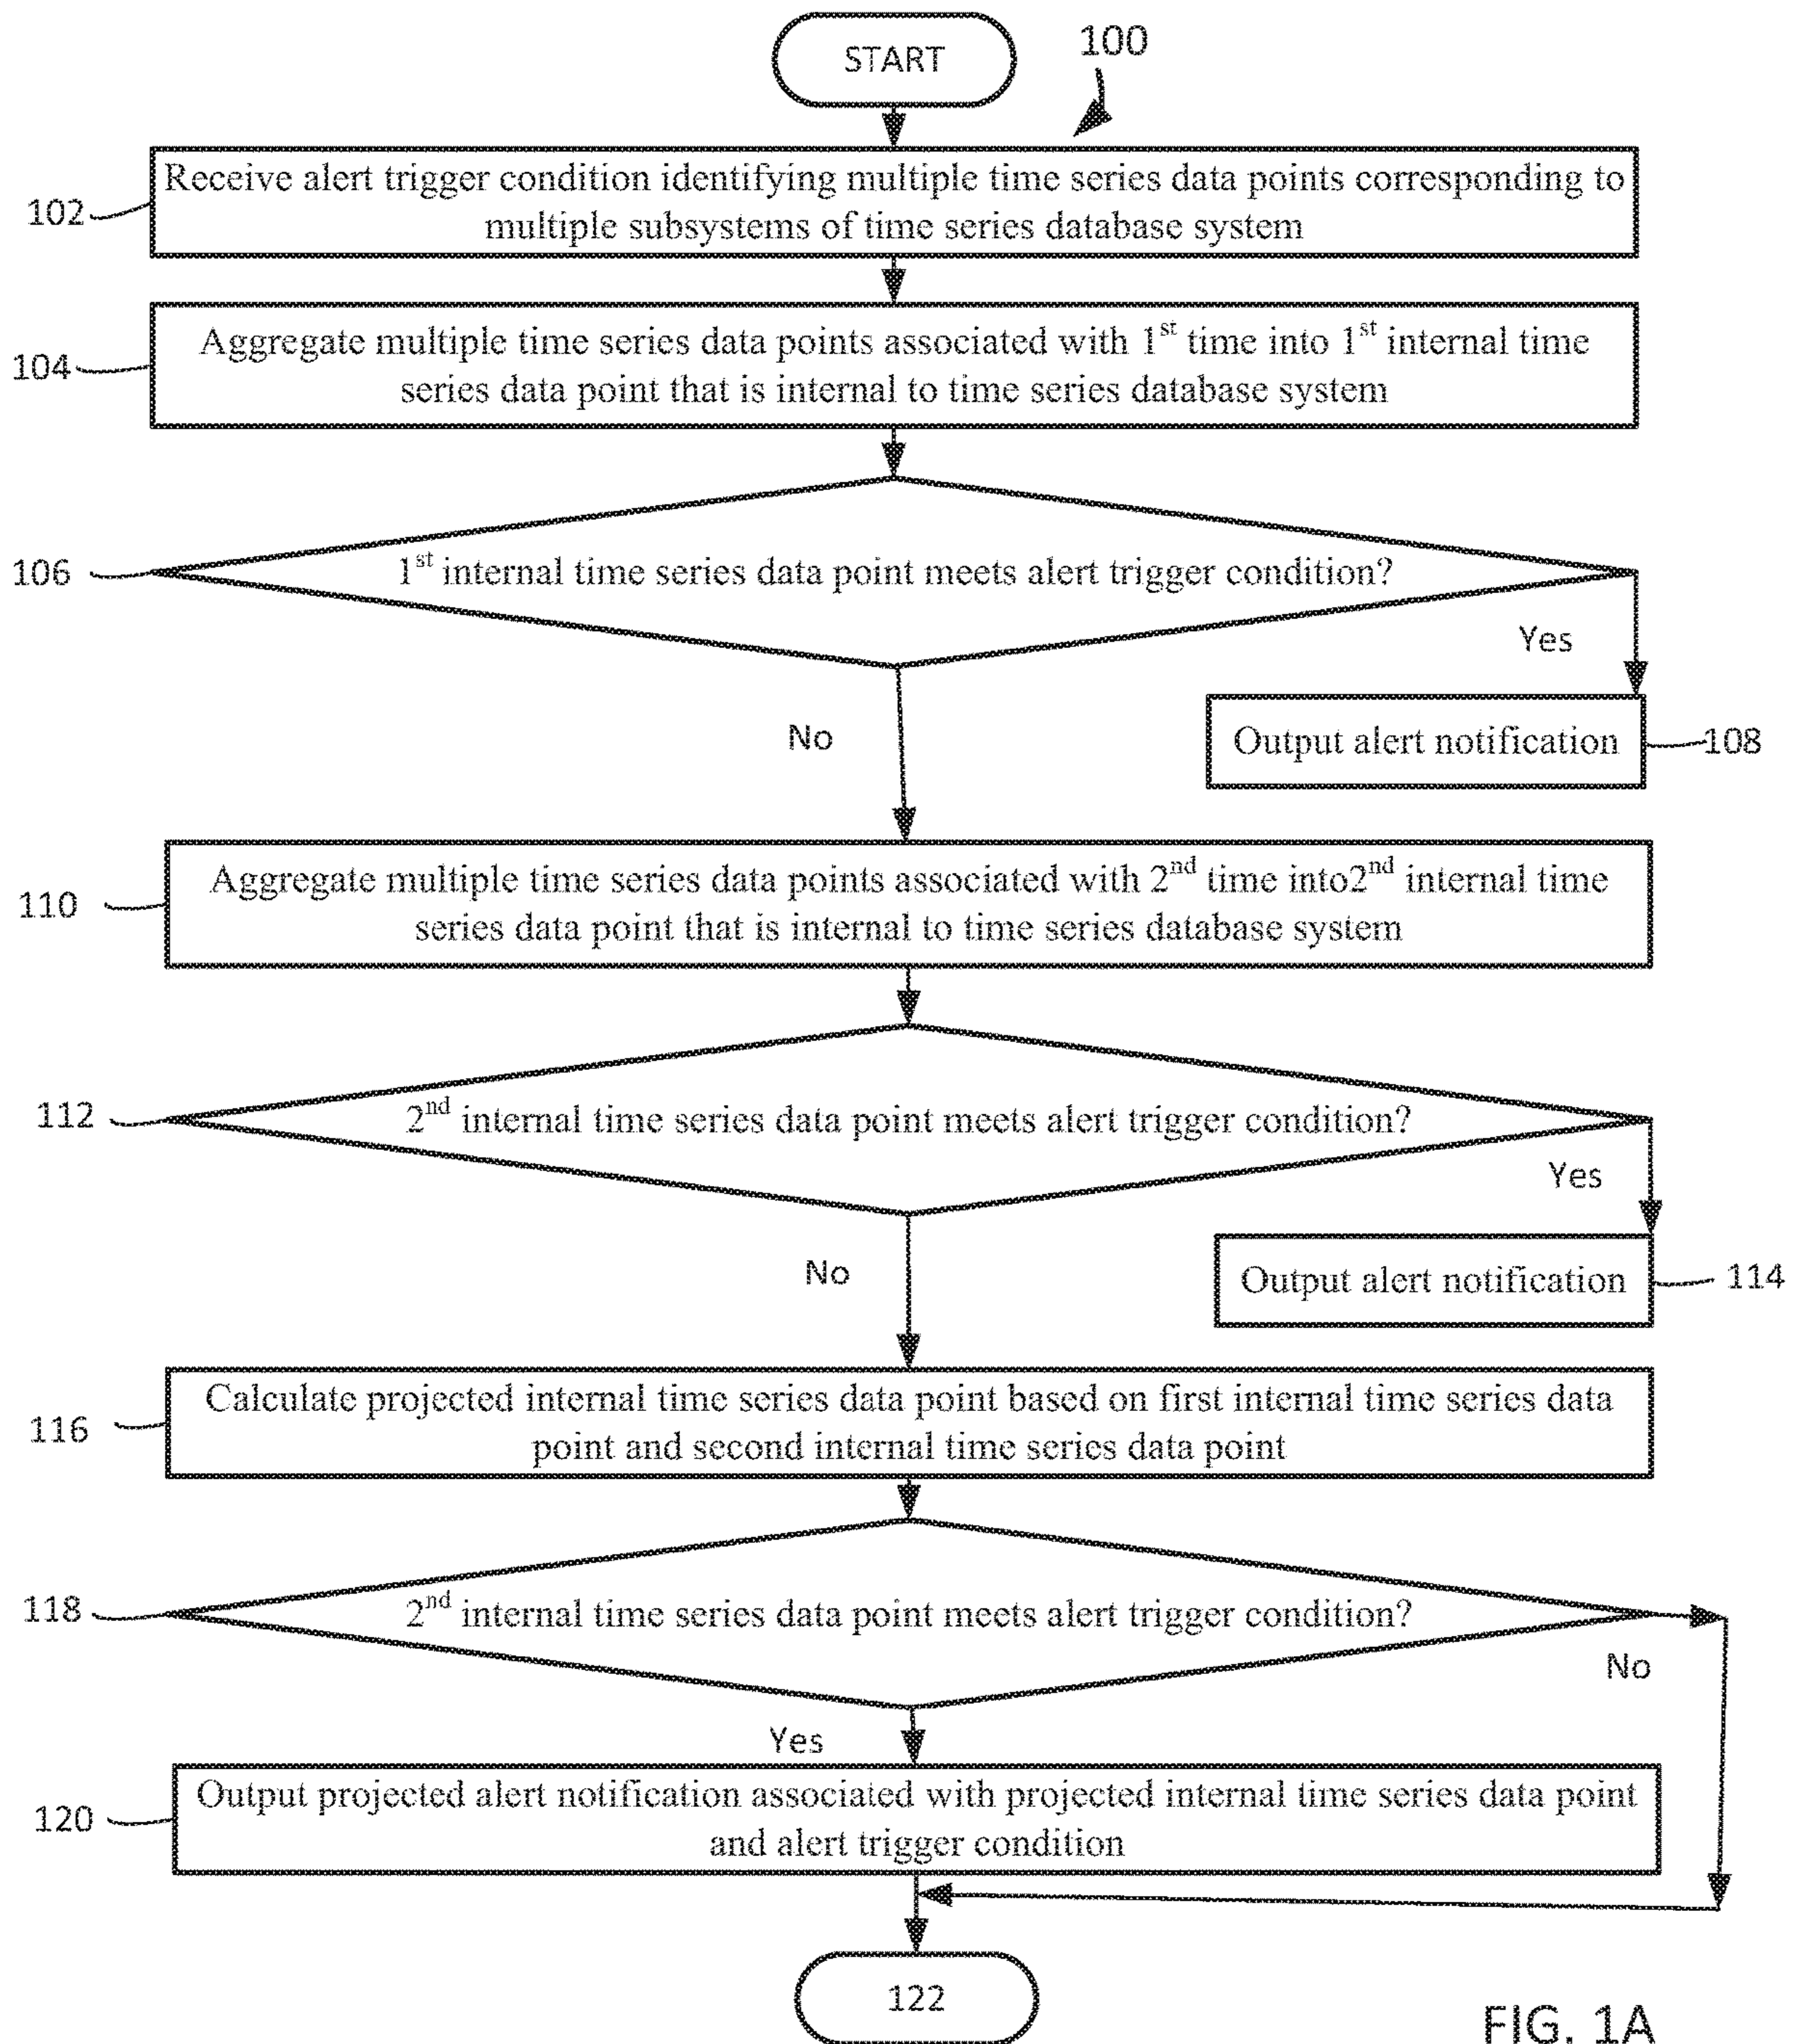 START
100
Receive alert trigger condition identifying multiple time series data points corresponding to
multiple subsystems of time series database system
102
Aggregate multiple time series data points associated with 1st time into 1st internal time
series data point that is internal to time series database system
104
1st internal time series data point meets alert trigger condition?
106
Yes
No
Output alert notification
108
Aggregate multiple time series data points associated with 2nd time into2nd internal time
series data point that is internal to time series database system
110
2nd internal time series data point meets alert trigger condition?
112
Yes
No
Output alert notification
114
Calculate projected internal time series data point based on first internal time series data
point and second internal time series data point
116
2nd internal time series data point meets alert trigger condition?
118
No
Yes
Output projected alert notification associated with projected internal time series data point
and alert trigger condition
120
122
FIG. 1A